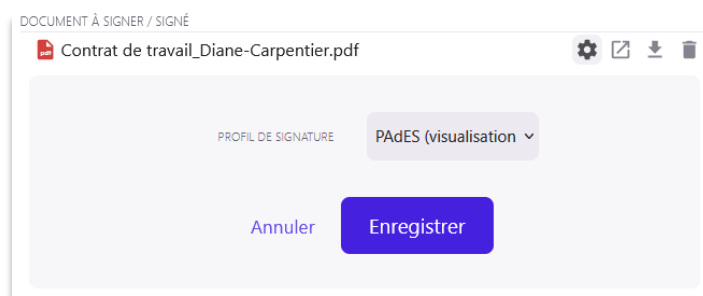 DOCUMENT À SIGNER / SIGNÉ
pdf Contrat de travail_Diane-Carpentier.pdf
PROFIL DE SIGNATURE PAdES (visualisation
Annuler Enregistrer